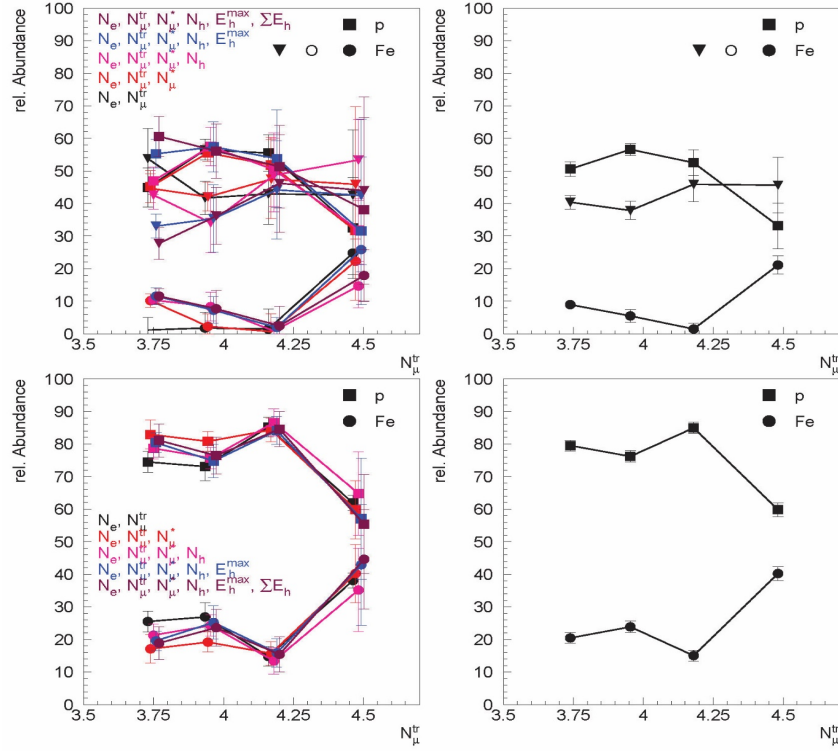 rel. Abundance
N_e, N_μ^tr, N_μ^*, N_h, E_h^max, ΣE_h
N_e, N_μ^tr, N_μ^*, N_h, E_h^max
N_e, N_μ^tr, N_μ^*, N_h
N_e, N_μ^tr, N_μ^*
N_e, N_μ^tr
p
O Fe
100
90
80
70
60
50
40
30
20
10
0
3.5 3.75 4 4.25 4.5
N_μ^tr
rel. Abundance
p
O Fe
100
90
80
70
60
50
40
30
20
10
0
3.5 3.75 4 4.25 4.5
N_μ^tr
rel. Abundance
p
Fe
100
90
80
70
60
50
40
30
20
10
0
N_e, N_μ^tr
N_e, N_μ^tr, N_μ^*
N_e, N_μ^tr, N_μ^*, N_h
N_e, N_μ^tr, N_μ^*, N_h, E_h^max
N_e, N_μ^tr, N_μ^*, N_h, E_h^max, ΣE_h
3.5 3.75 4 4.25 4.5
N_μ^tr
rel. Abundance
p
Fe
100
90
80
70
60
50
40
30
20
10
0
3.5 3.75 4 4.25 4.5
N_μ^tr